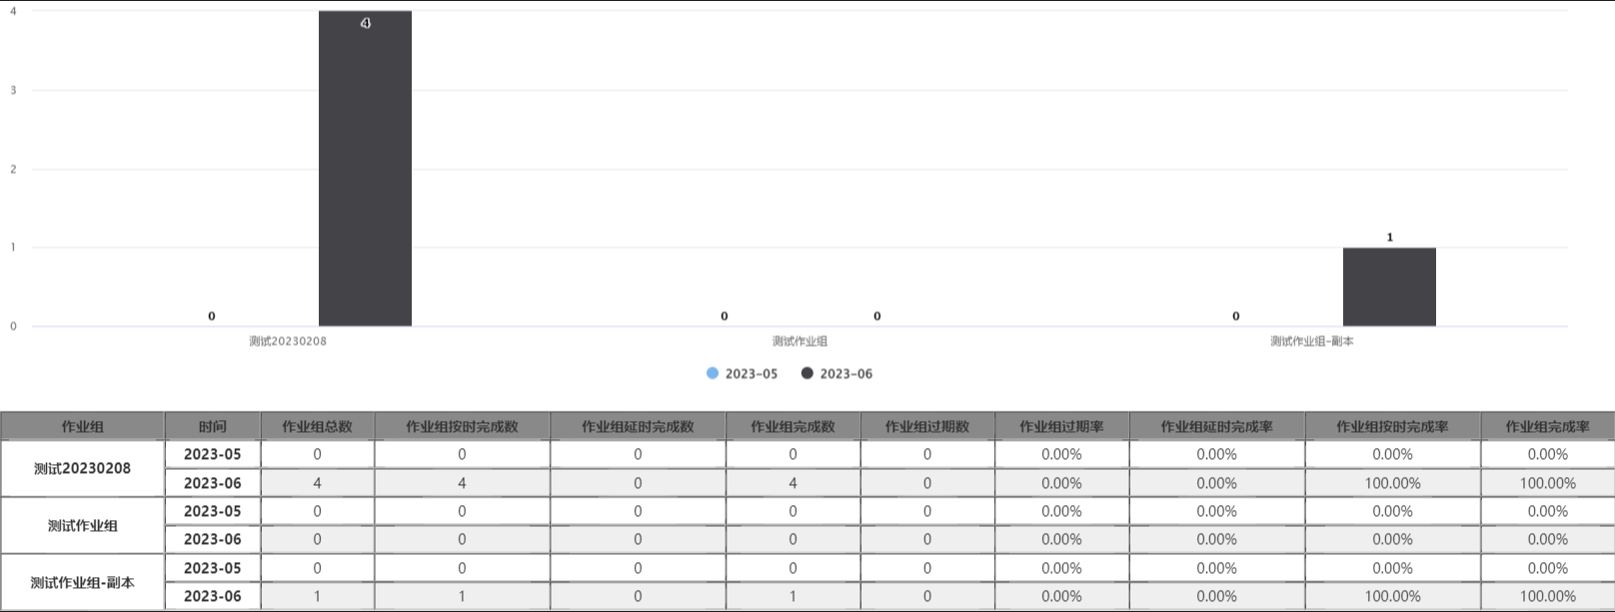 4
4
3
2
1
1
0
0
0
0
0
测试20230208
测试作业组
测试作业组-副本
2023-05
2023-06
作业组 时间 作业组总数 作业组按时完成数 作业组延时完成数 作业组完成数 作业组过期数 作业组过期率 作业组延时完成率 作业组按时完成率 作业组完成率
测试20230208 2023-05 0 0 0 0 0 0.00% 0.00% 0.00% 0.00%
2023-06 4 4 0 4 0 0.00% 0.00% 100.00% 100.00%
测试作业组 2023-05 0 0 0 0 0 0.00% 0.00% 0.00% 0.00%
2023-06 0 0 0 0 0 0.00% 0.00% 0.00% 0.00%
测试作业组-副本 2023-05 0 0 0 0 0 0.00% 0.00% 0.00% 0.00%
2023-06 1 1 0 1 0 0.00% 0.00% 100.00% 100.00%